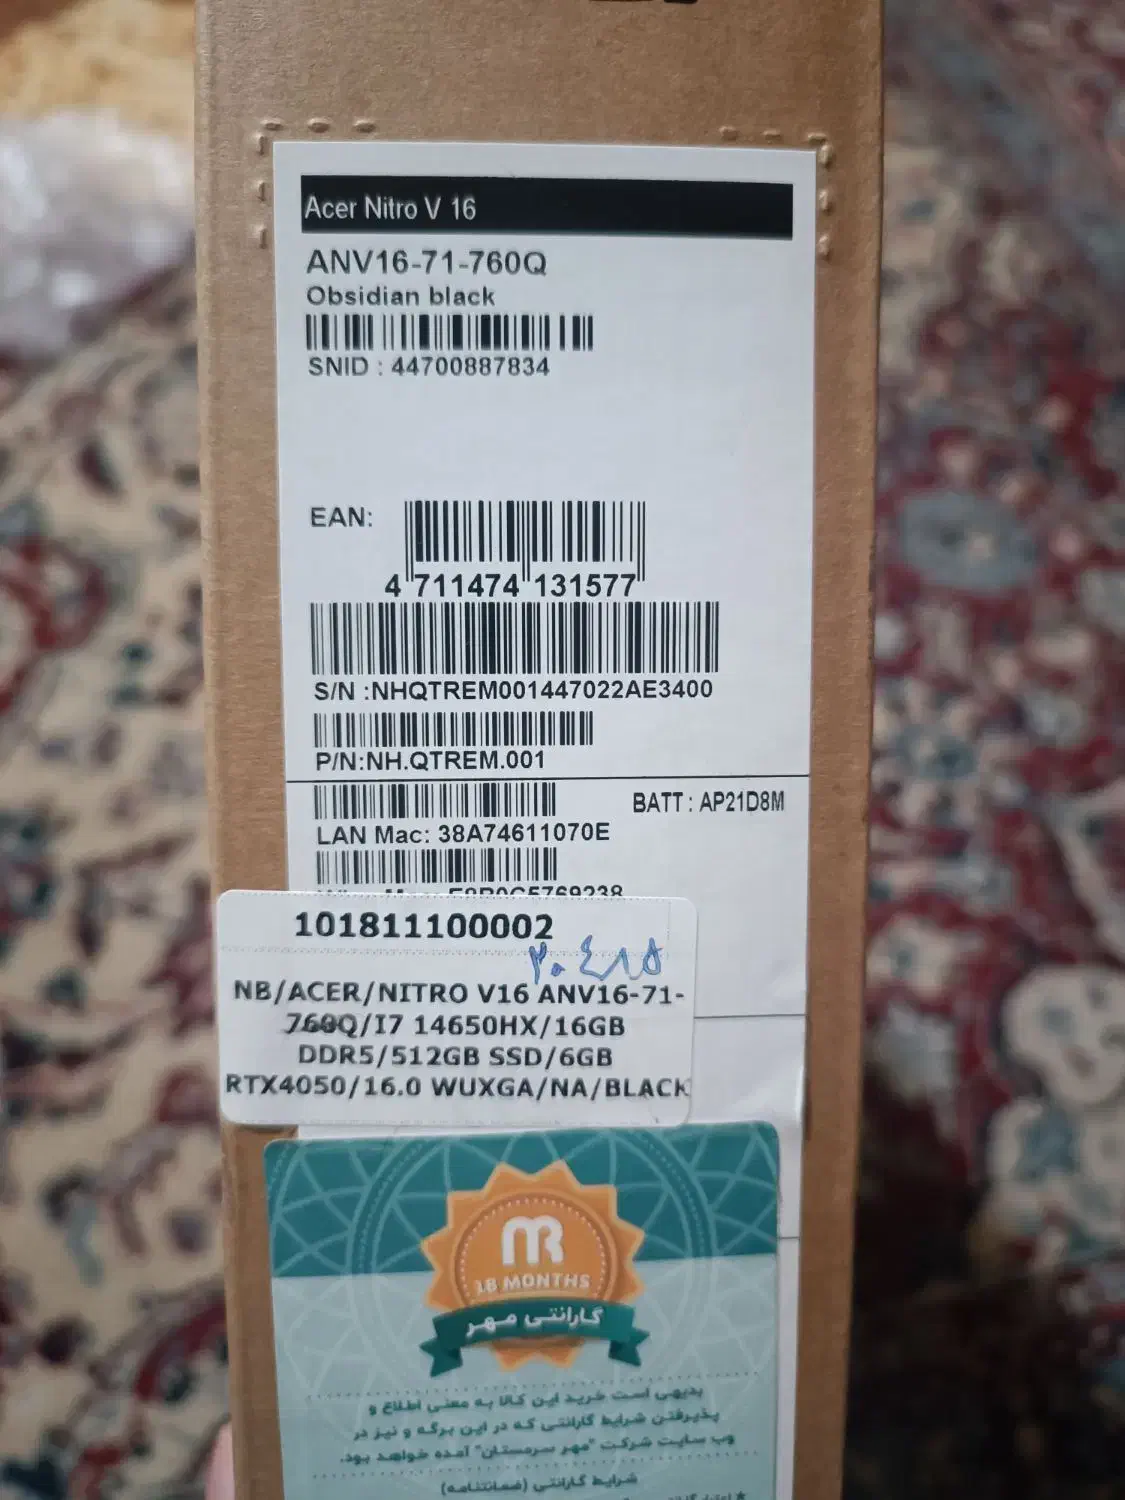 Acer Nitro V 16
ANV16-71-760Q
Obsidian black
SNID : 44700887834
EAN:
4 711474 131577
S/N :NHQTREM001447022AE3400
P/N:NH.QTREM.001
BATT : AP21D8M
LAN Mac: 38A74611070E
101811100002
NB/ACER/NITRO V16 ANV16-71-
760Q/I7 14650HX/16GB
DDR5/512GB SSD/6GB
RTX4050/16.0 WUXGA/NA/BLACK
18 MONTHS
گارانتی مهر
بدیهی است خرید این کالا به معنی اطلاع و
پذیرفتن شرایط گارانتی که در این برگه و نیز در
وب سایت شرکت "مهر سرمستان" آمده خواهد بود.
شرایط گارانتی (ضمانتنامه)